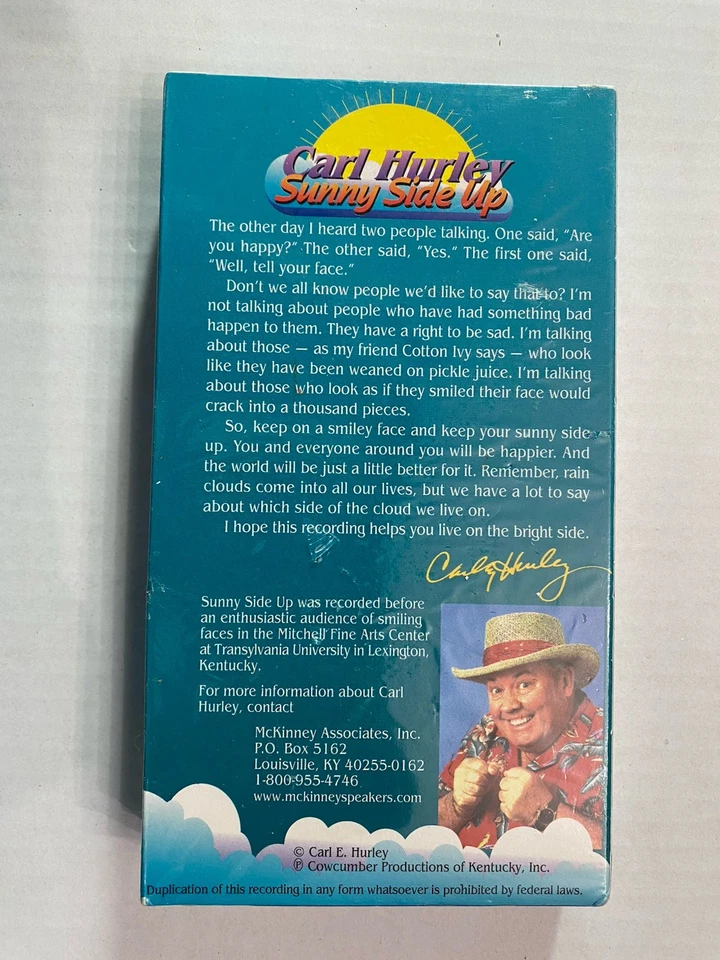 Carl Hurley
Sunny Side Up
The other day I heard two people talking. One said, “Are
you happy?” The other said, “Yes.” The first one said,
“Well, tell your face.”
Don’t we all know people we’d like to say that to? I’m
not talking about people who have had something bad
happen to them. They have a right to be sad. I’m talking
about those — as my friend Cotton Ivy says — who look
like they have been weaned on pickle juice. I’m talking
about those who look as if they smiled their face would
crack into a thousand pieces.
So, keep on a smiley face and keep your sunny side
up. You and everyone around you will be happier. And
the world will be just a little better for it. Remember, rain
clouds come into all our lives, but we have a lot to say
about which side of the cloud we live on.
I hope this recording helps you live on the bright side.
Carl Hurley
Sunny Side Up was recorded before
an enthusiastic audience of smiling
faces in the Mitchell Fine Arts Center
at Transylvania University in Lexington,
Kentucky.
For more information about Carl
Hurley, contact
McKinney Associates, Inc.
P.O. Box 5162
Louisville, KY 40255-0162
1-800-955-4746
www.mckinneyspeakers.com
© Carl E. Hurley
℗ Cowcumber Productions of Kentucky, Inc.
Duplication of this recording in any form whatsoever is prohibited by federal laws.